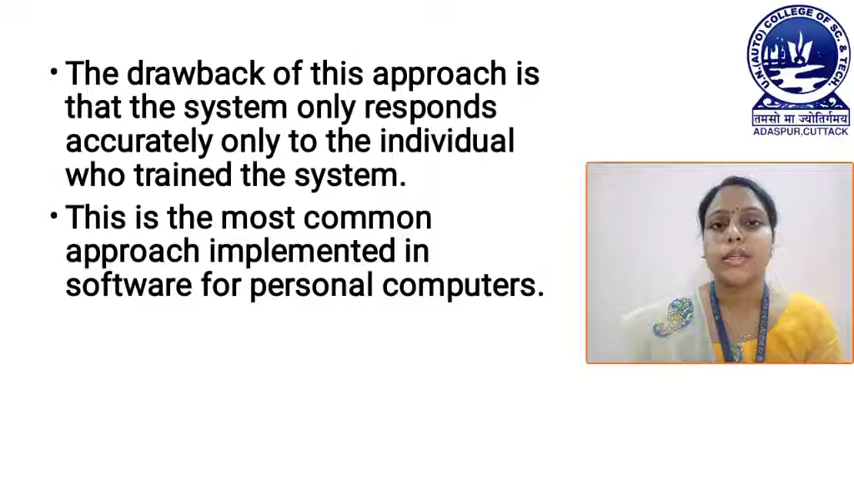 • The drawback of this approach is
that the system only responds
accurately only to the individual
who trained the system.
• This is the most common
approach implemented in
software for personal computers.
U.N.(AUTO) COLLEGE OF SC. & TECH.
तमसो मा ज्योतिर्गमय
ADASPUR,CUTTACK